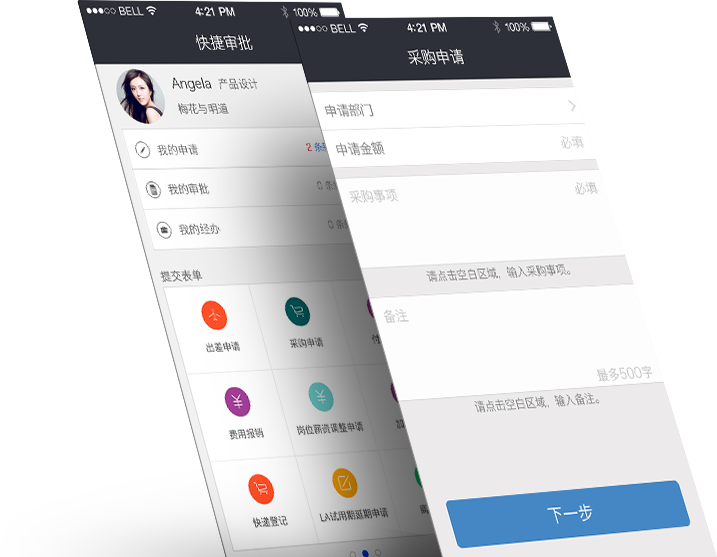 BELL 4:21 PM 100%
快捷审批
Angela 产品设计
梅花与明道
我的申请 2 条
我的审批 0 条
我的经办 0 条
提交表单
出差申请 采购申请 付
费用报销 岗位薪资调整申请
快递登记 LA试用期延期申请
BELL 4:21 PM 100%
采购申请
申请部门
申请金额 必填
采购事项 必填
请点击空白区域，输入采购事项。
备注
最多500字
请点击空白区域，输入备注。
下一步